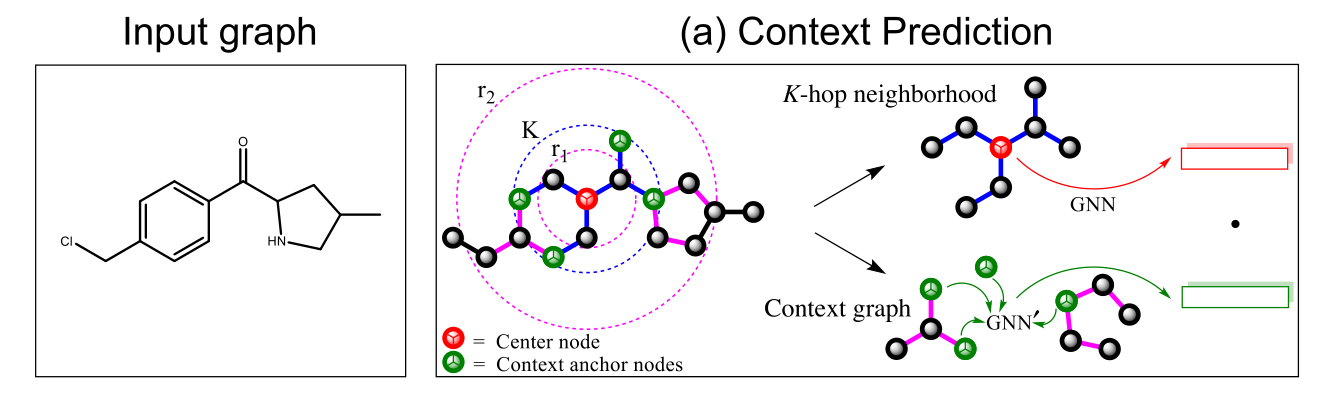 Input graph
(a) Context Prediction
O
Cl
HN
r2
K
r1
K-hop neighborhood
GNN
Context graph
GNN′
= Center node
= Context anchor nodes